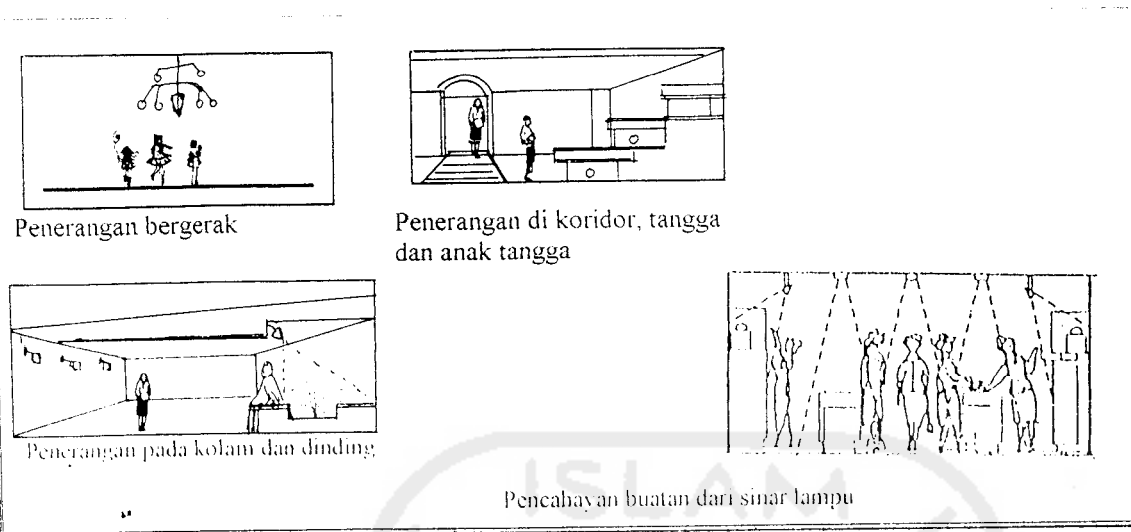 Penerangan bergerak
Penerangan di koridor, tangga
dan anak tangga
Penerangan pada kolam dan dinding
ISLAM
Pencahayan buatan dari sinar lampu